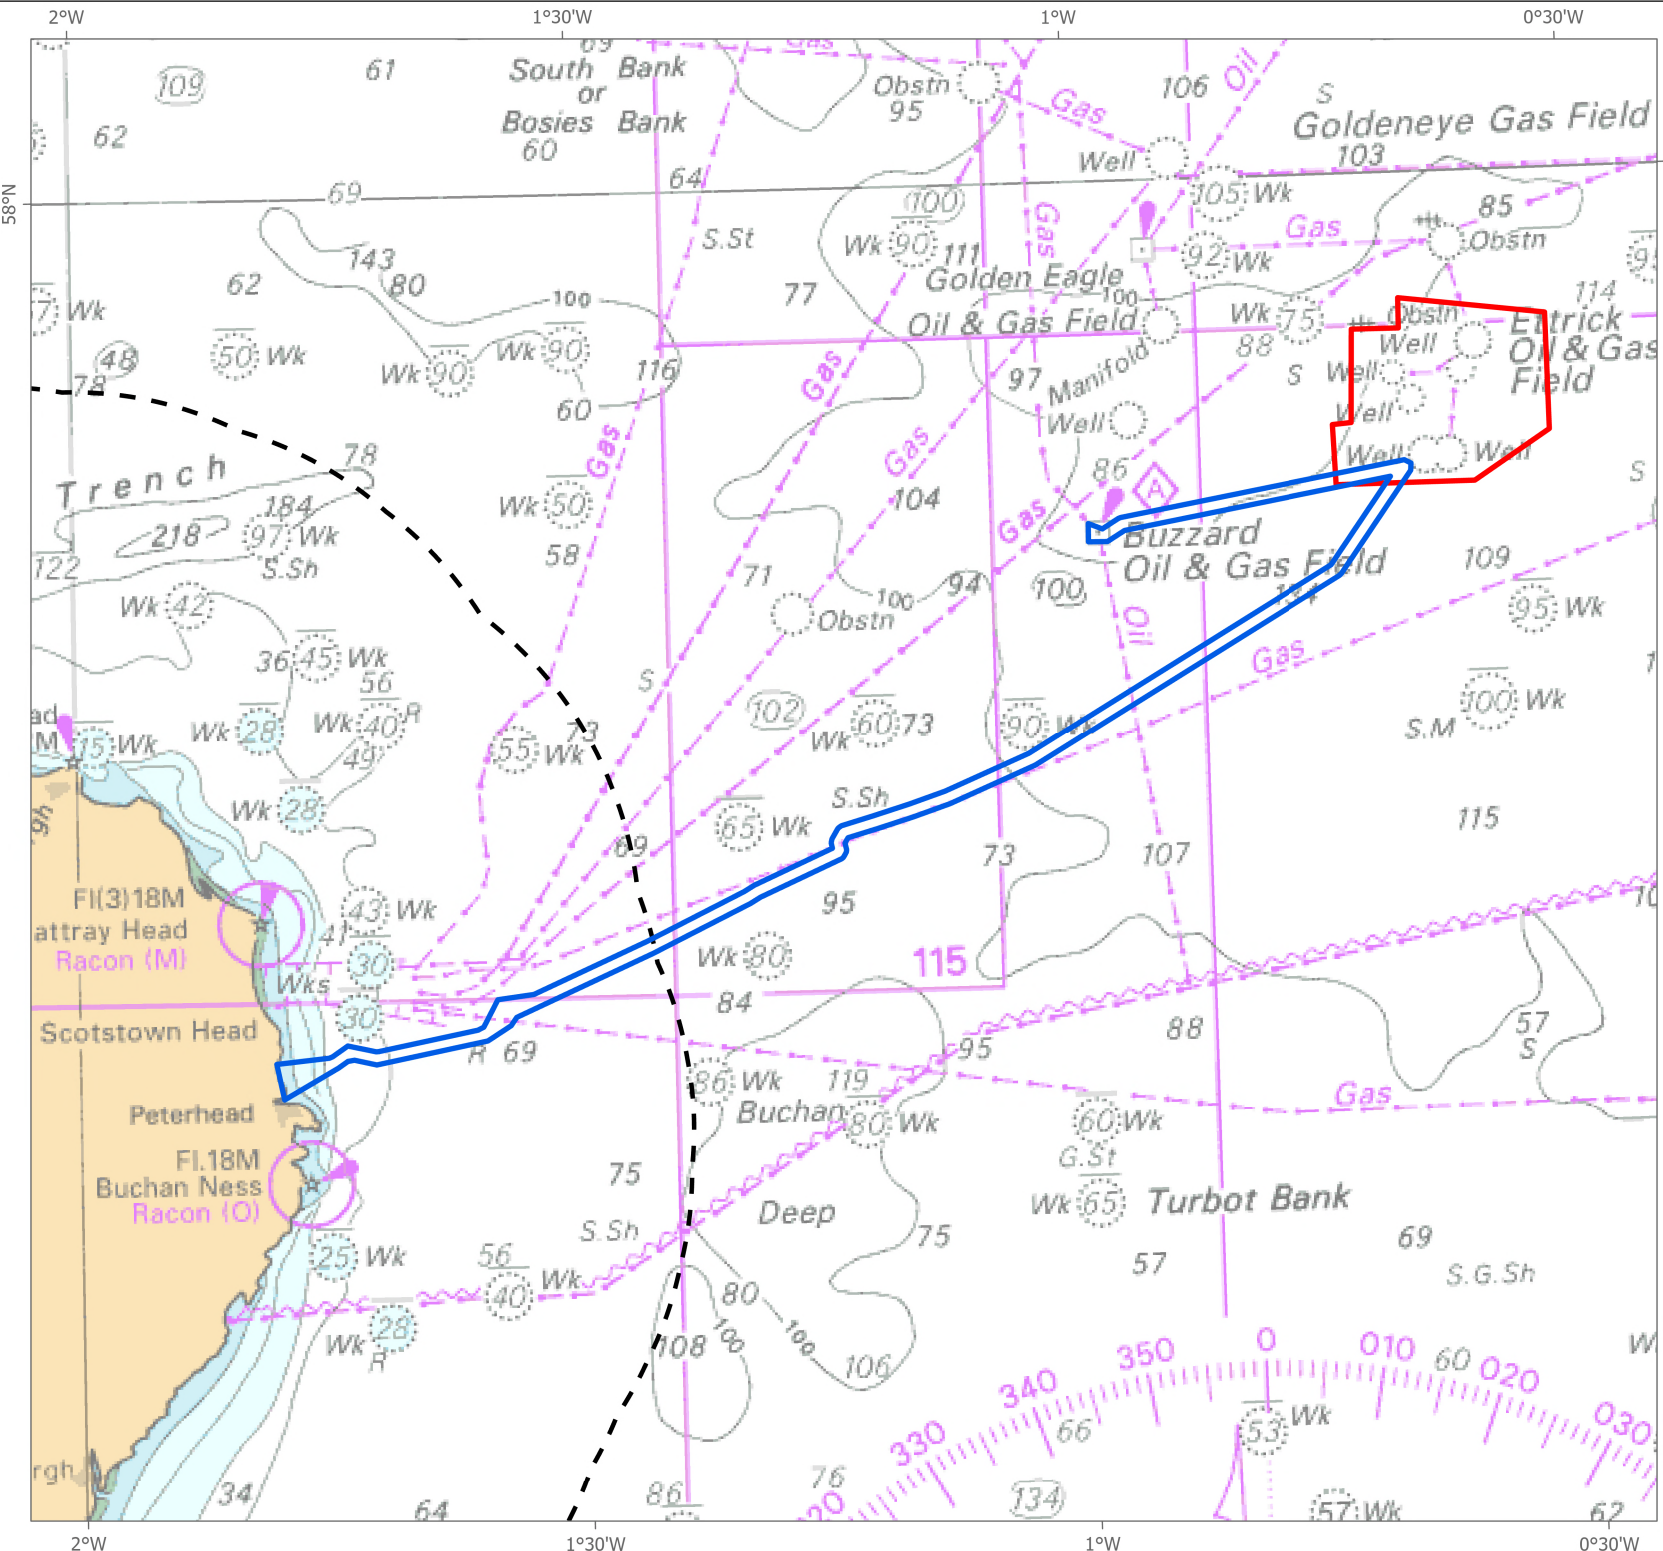 2°W 1°30'W 1°W 0°30'W
69 Gas
61 South Bank 106 Oil
109 or Obstn Gas S
62 Bosies Bank 95 Goldeneye Gas Field
60 Well 103
69 64 100 105 Wk 85
58°N
S.St Wk 90 111 Gas 92 Wk Gas Obstn
143 Golden Eagle
62 80 100 77 100 114
Wk Oil & Gas Field Wk 75 Obstn Ettrick
48 50 Wk Wk 90 88 Well Oil & Gas
78 Wk 90 116 Gas 97 Manifold S Well Field
60 Well Well
78 Gas 86 Well Well
Trench 184 Wk 50 104 A S
218 97 Wk Gas Buzzard
122 S.Sh 58 71 94 100 Oil & Gas Field 109
Wk 42 100 Obstn Oil 95 Wk
36 45 Wk S Gas
56 102 60 73 100 Wk
ad Wk 28 Wk 40 R 73 Wk 90 Wk S.M
M 15 Wk 49 55 Wk
Wk 28 S.Sh 115
69 65 Wk 73 107
Fl(3)18M 43 Wk 95
attray Head 41
Racon (M) 30 Wk 80 115
Wks 84
Scotstown Head 30 88 57
R 69 95 S
86 Wk 119 Gas
Peterhead Buchan 80 Wk 60 Wk
Fl.18M G.St
Buchan Ness 75 Wk 65 Turbot Bank
Racon (O) Deep
S.Sh 75 69
25 Wk 56 57 S.G.Sh
40 Wk 80
28
Wk R 108 100 100 106 340 350 0 010 60 020
66 53 Wk 030
330
rgh 76
34 64 86 134 57 Wk 62
2°W 1°30'W 1°W 0°30'W